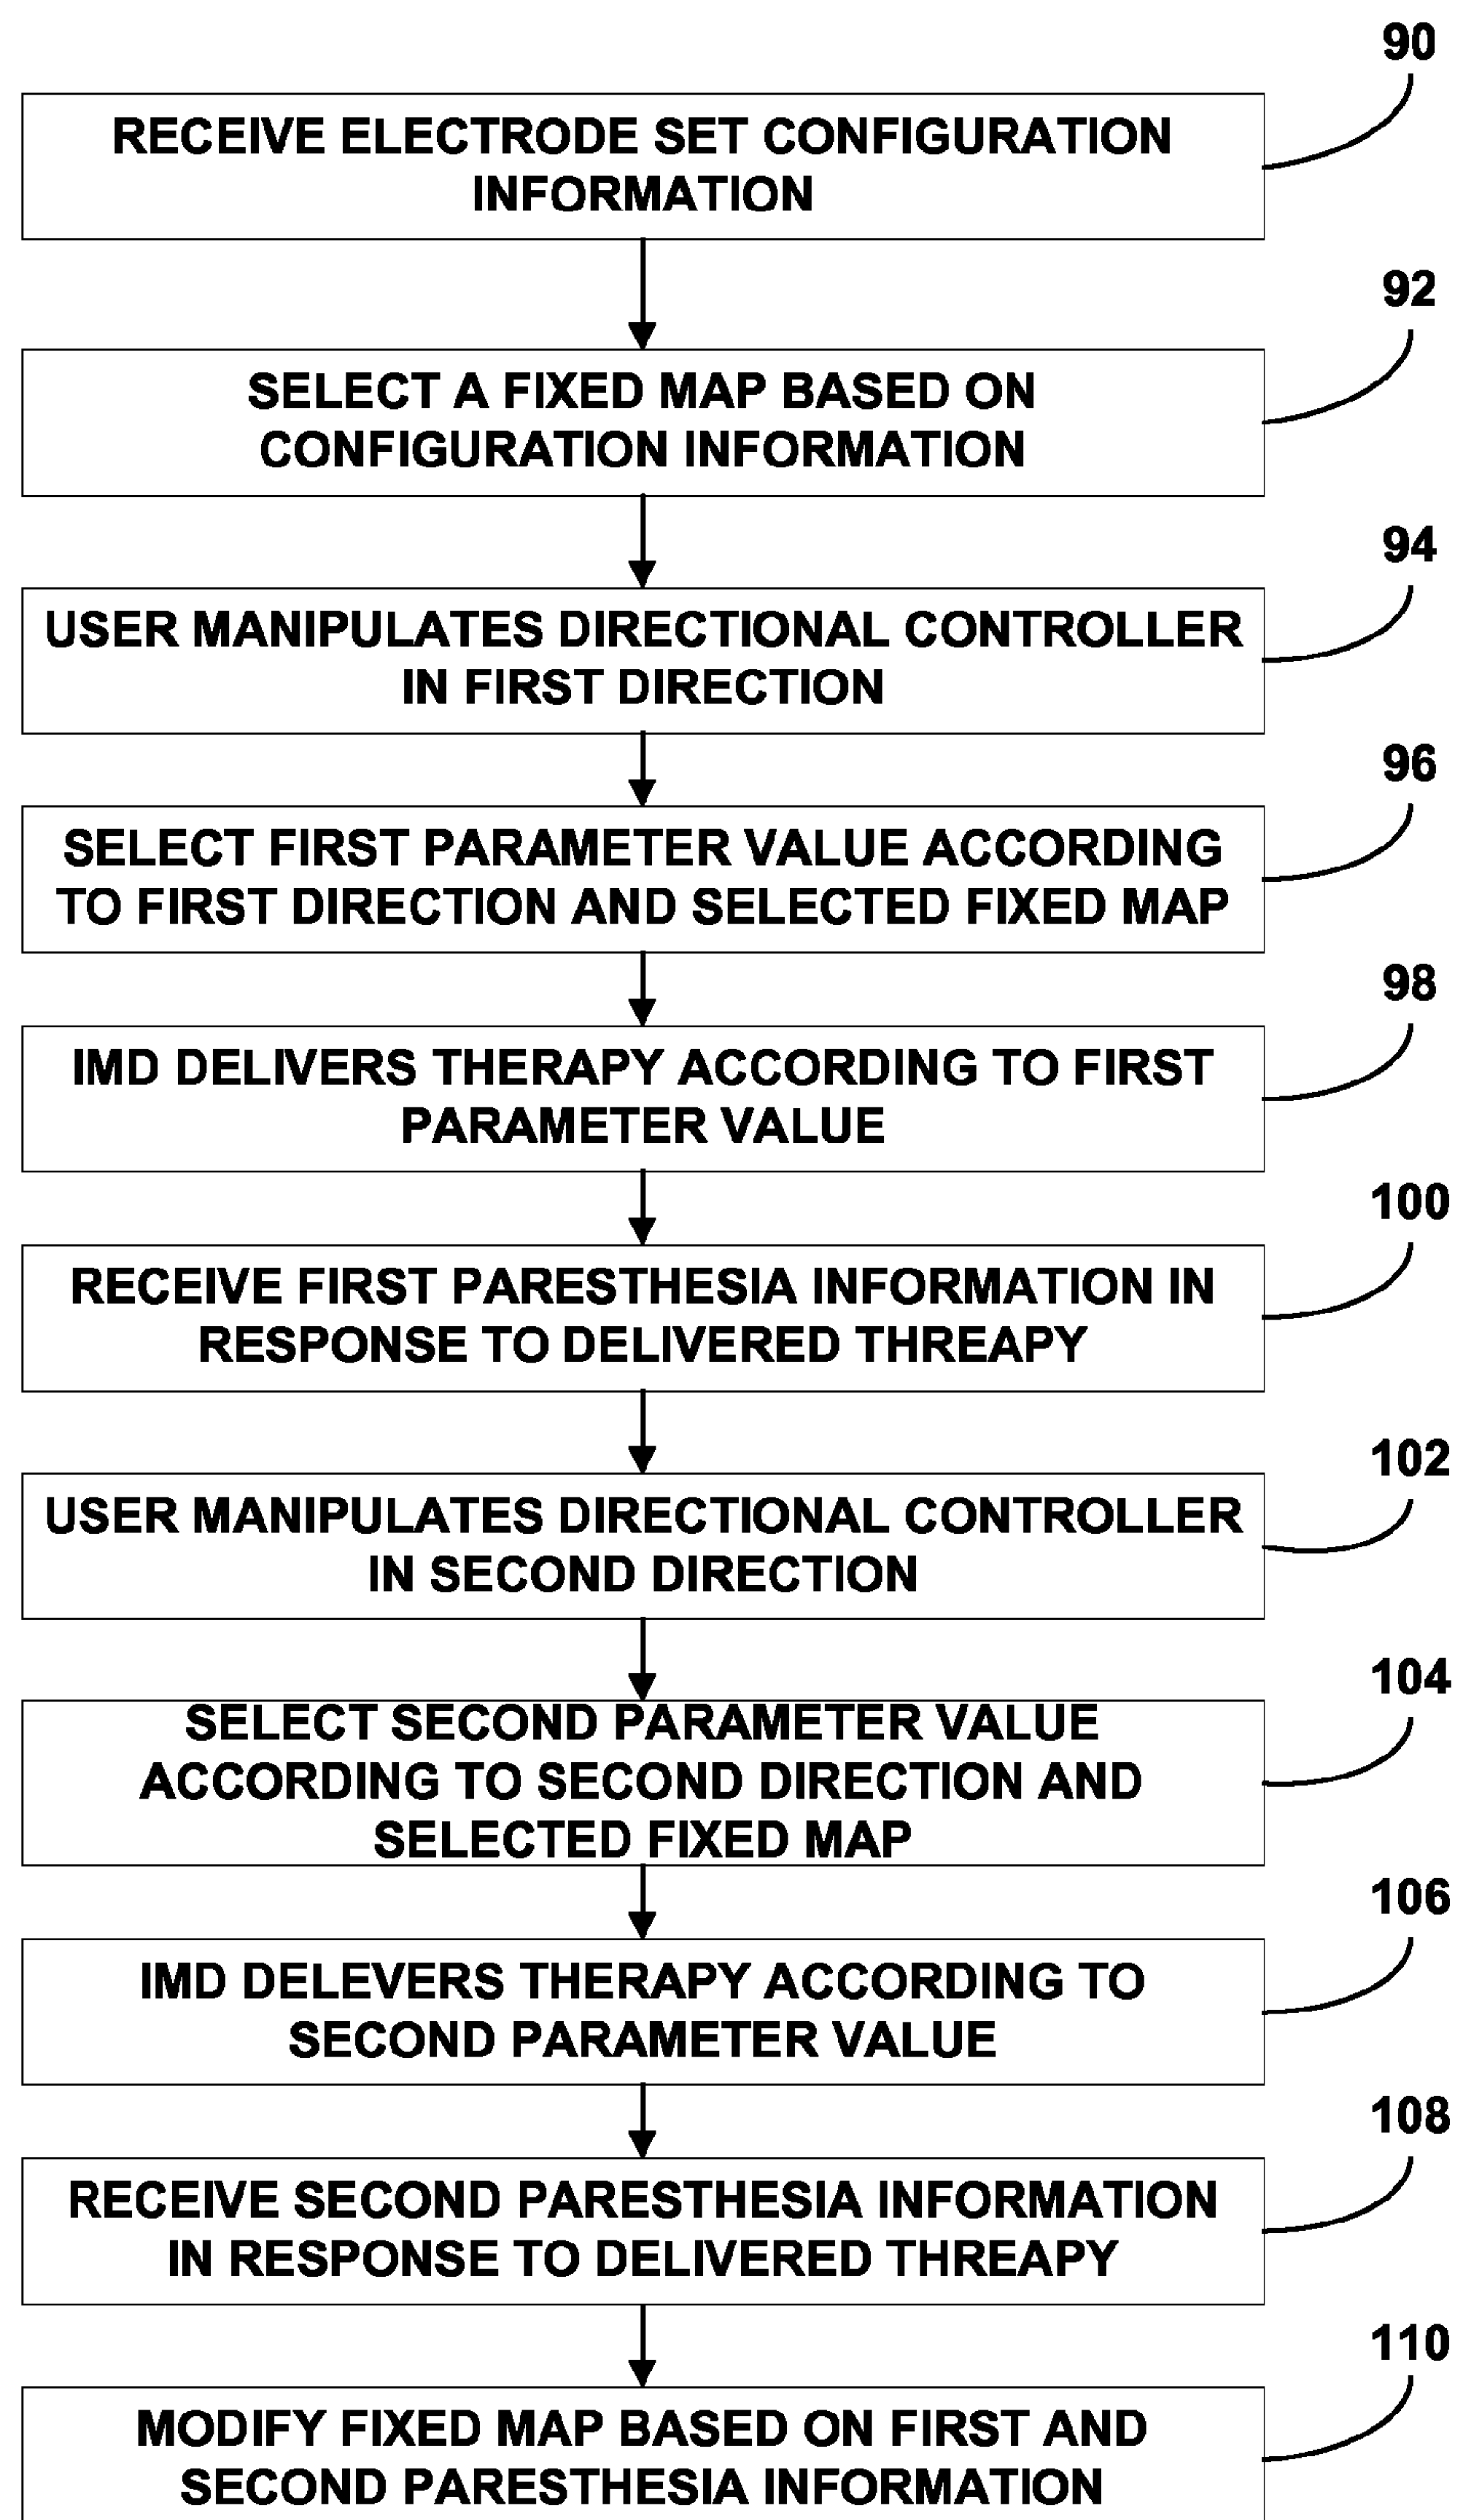 90
RECEIVE ELECTRODE SET CONFIGURATION
INFORMATION
92
SELECT A FIXED MAP BASED ON
CONFIGURATION INFORMATION
94
USER MANIPULATES DIRECTIONAL CONTROLLER
IN FIRST DIRECTION
96
SELECT FIRST PARAMETER VALUE ACCORDING
TO FIRST DIRECTION AND SELECTED FIXED MAP
98
IMD DELIVERS THERAPY ACCORDING TO FIRST
PARAMETER VALUE
100
RECEIVE FIRST PARESTHESIA INFORMATION IN
RESPONSE TO DELIVERED THREAPY
102
USER MANIPULATES DIRECTIONAL CONTROLLER
IN SECOND DIRECTION
104
SELECT SECOND PARAMETER VALUE
ACCORDING TO SECOND DIRECTION AND
SELECTED FIXED MAP
106
IMD DELEVERS THERAPY ACCORDING TO
SECOND PARAMETER VALUE
108
RECEIVE SECOND PARESTHESIA INFORMATION
IN RESPONSE TO DELIVERED THREAPY
110
MODIFY FIXED MAP BASED ON FIRST AND
SECOND PARESTHESIA INFORMATION